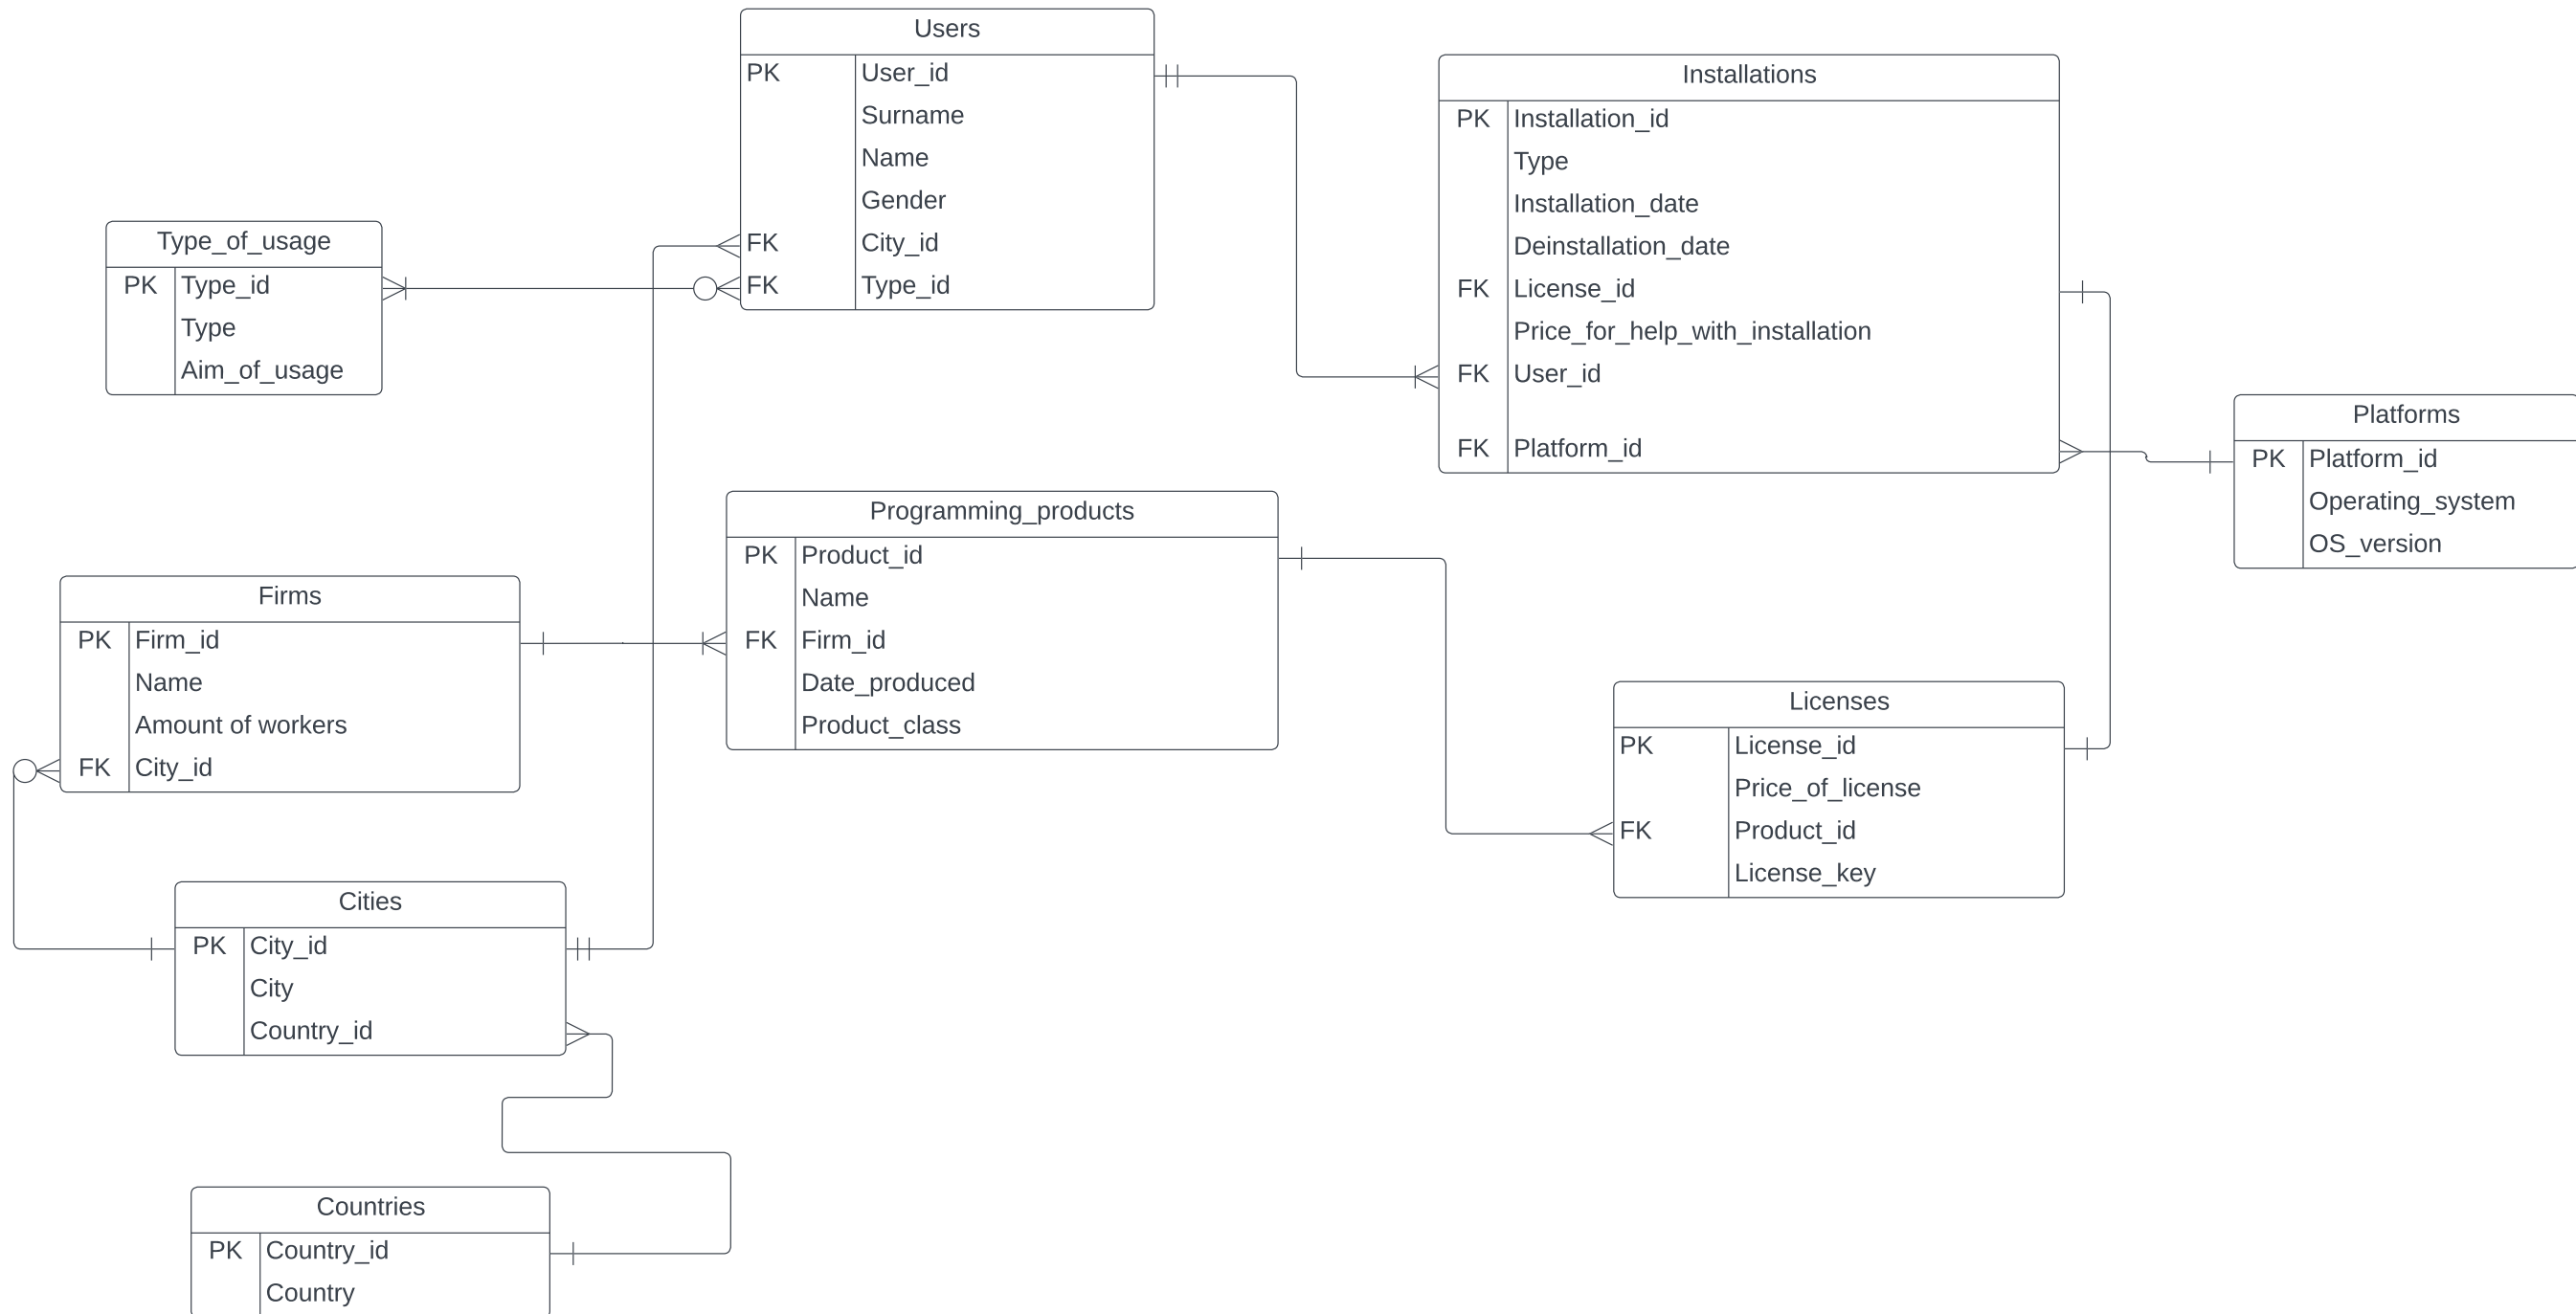 Users
PK User_id
Surname
Name
Gender
FK City_id
FK Type_id
Installations
PK Installation_id
Type
Installation_date
Deinstallation_date
FK License_id
Price_for_help_with_installation
FK User_id
FK Platform_id
Type_of_usage
PK Type_id
Type
Aim_of_usage
Platforms
PK Platform_id
Operating_system
OS_version
Programming_products
PK Product_id
Name
FK Firm_id
Date_produced
Product_class
Firms
PK Firm_id
Name
Amount of workers
FK City_id
Licenses
PK License_id
Price_of_license
FK Product_id
License_key
Cities
PK City_id
City
Country_id
Countries
PK Country_id
Country